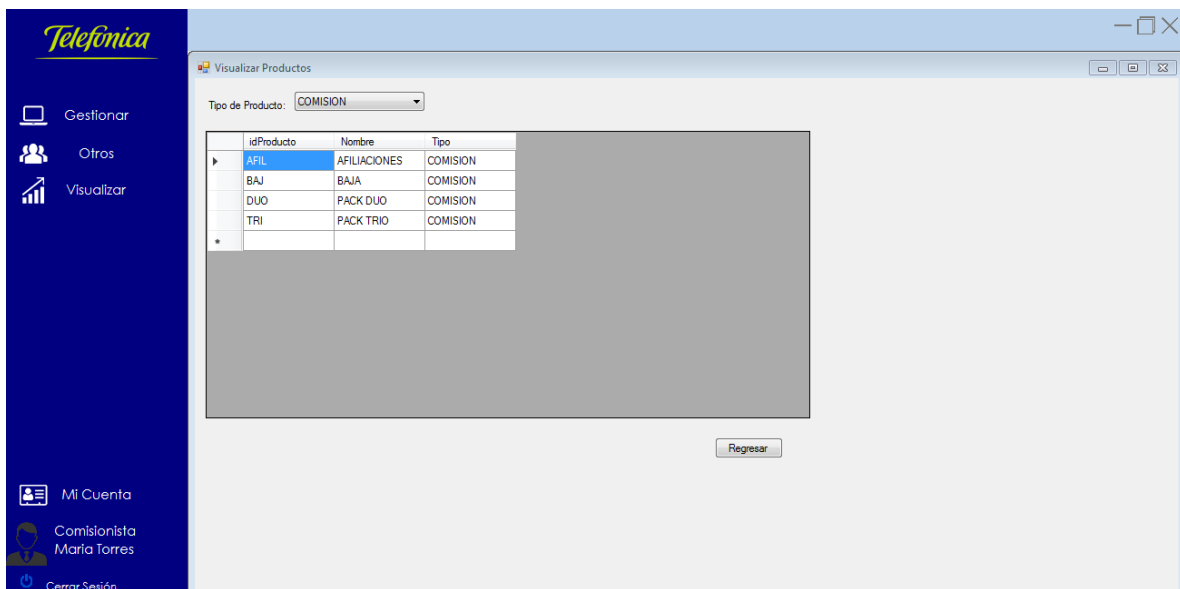 Telefónica
Gestionar
Otros
Visualizar
Mi Cuenta
Comisionista
Maria Torres
Cerrar Sesión
Visualizar Productos
Tipo de Producto: COMISION
idProducto Nombre Tipo
AFIL AFILIACIONES COMISION
BAJ BAJA COMISION
DUO PACK DUO COMISION
TRI PACK TRIO COMISION
*
Regresar